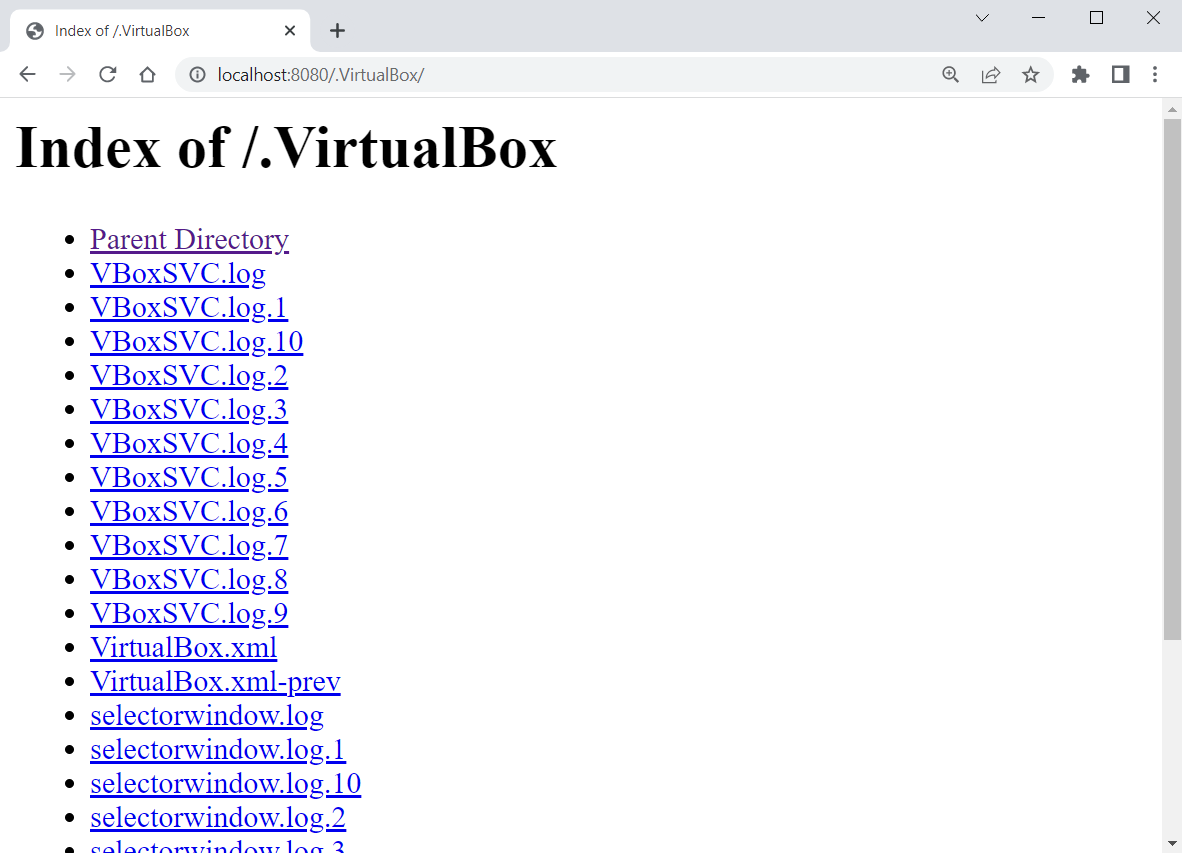 Index of /.VirtualBox
localhost:8080/.VirtualBox/
Index of /.VirtualBox
Parent Directory
VBoxSVC.log
VBoxSVC.log.1
VBoxSVC.log.10
VBoxSVC.log.2
VBoxSVC.log.3
VBoxSVC.log.4
VBoxSVC.log.5
VBoxSVC.log.6
VBoxSVC.log.7
VBoxSVC.log.8
VBoxSVC.log.9
VirtualBox.xml
VirtualBox.xml-prev
selectorwindow.log
selectorwindow.log.1
selectorwindow.log.10
selectorwindow.log.2
selectorwindow.log.3